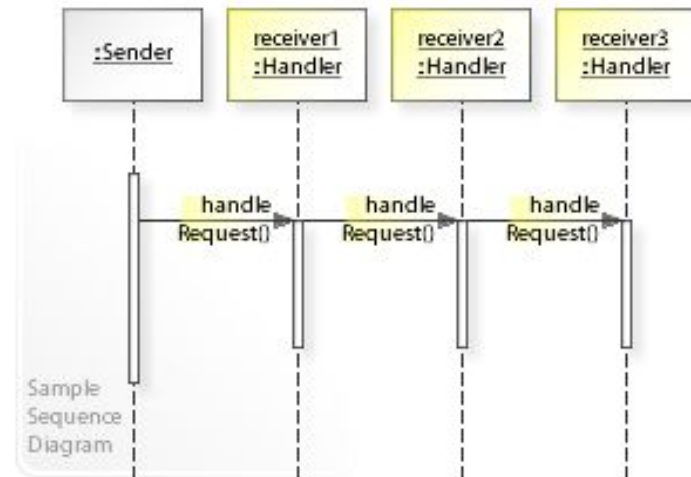 :Sender
receiver1
:Handler
receiver2
:Handler
receiver3
:Handler
handle
Request()
handle
Request()
handle
Request()
Sample
Sequence
Diagram